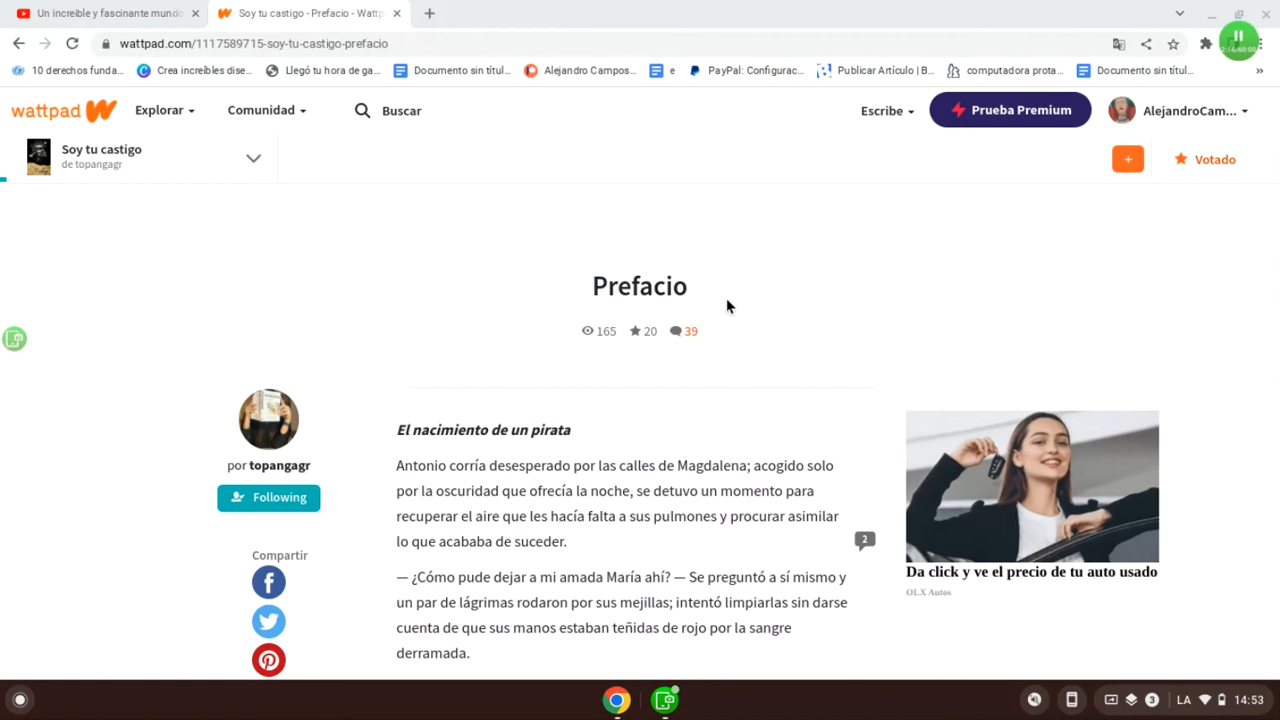 Un increíble y fascinante mundo
Soy tu castigo - Prefacio - Wattp
wattpad.com/1117589715-soy-tu-castigo-prefacio
10 derechos funda...
Crea increíbles dise...
Llegó tu hora de ga...
Documento sin títul...
Alejandro Campos...
e
PayPal: Configurac...
Publicar Artículo | B...
computadora prota...
Documento sin títul...
»
wattpad
Explorar
Comunidad
Buscar
Escribe
Prueba Premium
AlejandroCam...
Soy tu castigo
de topangagr
+
Votado
Prefacio
165 20 39
por topangagr
Following
Compartir
El nacimiento de un pirata
Antonio corría desesperado por las calles de Magdalena; acogido solo
por la oscuridad que ofrecía la noche, se detuvo un momento para
recuperar el aire que les hacía falta a sus pulmones y procurar asimilar
lo que acababa de suceder.
2
— ¿Cómo pude dejar a mi amada María ahí? — Se preguntó a sí mismo y
un par de lágrimas rodaron por sus mejillas; intentó limpiarlas sin darse
cuenta de que sus manos estaban teñidas de rojo por la sangre
derramada.
Da click y ve el precio de tu auto usado
OLX Autos
3
LA
14:53